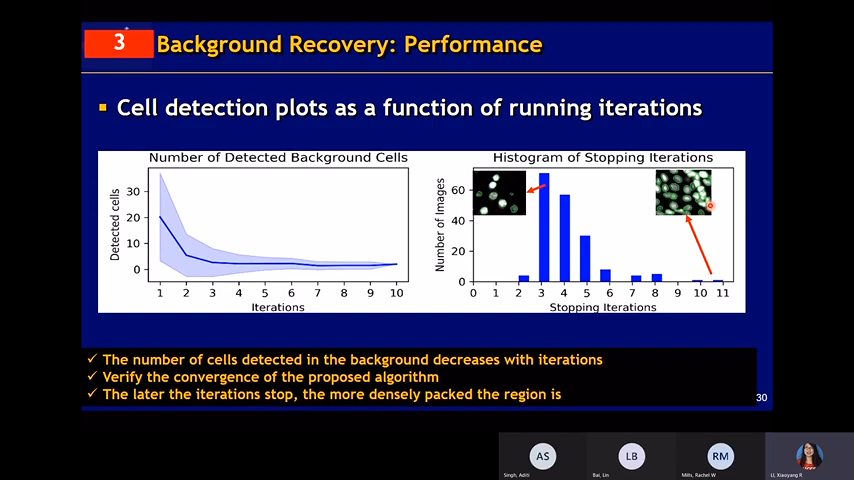 3
Background Recovery: Performance
Cell detection plots as a function of running iterations
Number of Detected Background Cells
Detected cells
30
20
10
0
1 2 3 4 5 6 7 8 9 10
Iterations
Histogram of Stopping Iterations
Number of Images
60
40
20
0
0 1 2 3 4 5 6 7 8 9 10 11
Stopping Iterations
✓ The number of cells detected in the background decreases with iterations
✓ Verify the convergence of the proposed algorithm
✓ The later the iterations stop, the more densely packed the region is
30
AS
LB
RM
Singh, Aditi
Bai, Lin
Mills, Rachel W
LI, Xiaoyang R